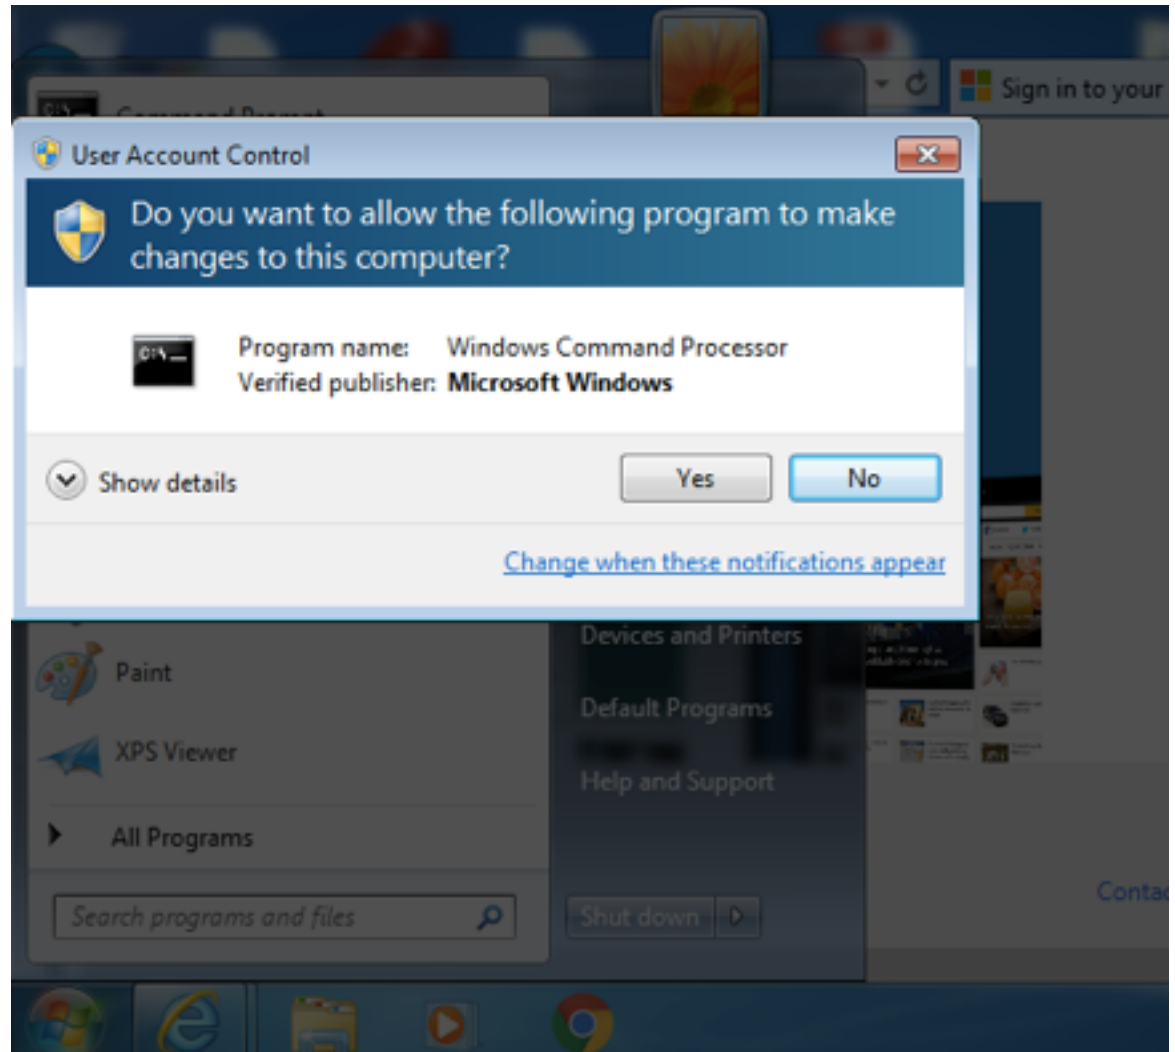 Command Prompt
Sign in to your
User Account Control
Do you want to allow the following program to make
changes to this computer?
C:\
Program name: Windows Command Processor
Verified publisher: Microsoft Windows
Show details
Yes
No
Change when these notifications appear
Devices and Printers
Paint
Default Programs
XPS Viewer
Help and Support
All Programs
Contac
Search programs and files
Shut down